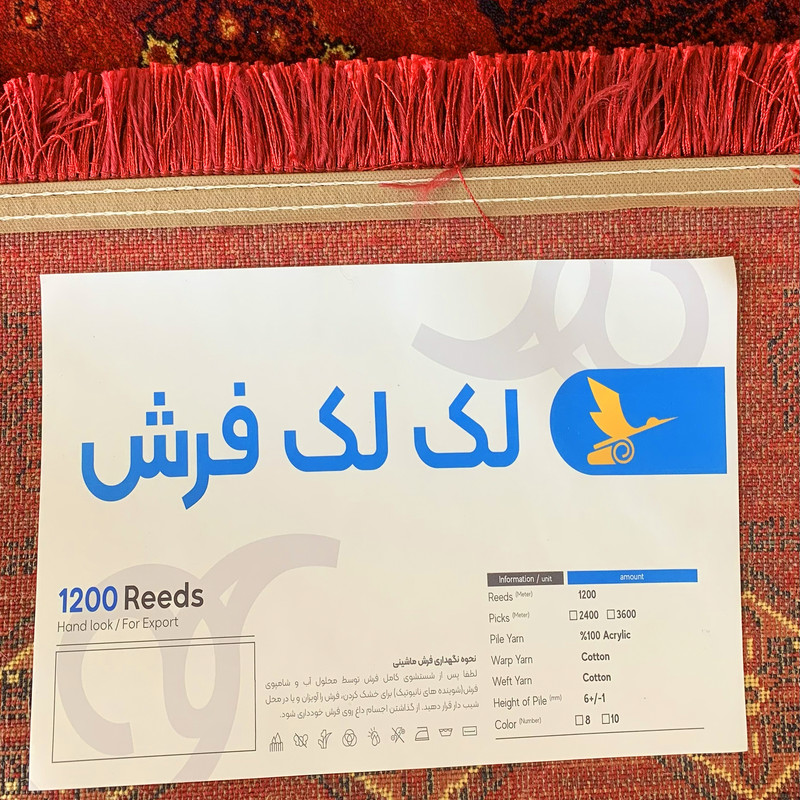 لک لک فرش
1200 Reeds
Hand look / For Export
نحوه نگهداری فرش ماشینی
لطفا پس از شستشوی کامل فرش توسط محلول آب و شامپوی
فرش(شوینده های نانیوتیک) برای خشک کردن، فرش را آویزان و یا در محل
شیب دار قرار دهید. از گذاشتن اجسام داغ روی فرش خودداری شود.
Information / unit amount
Reeds (Meter) 1200
Picks (Meter) ☐2400 ☐3600
Pile Yarn %100 Acrylic
Warp Yarn Cotton
Weft Yarn Cotton
Height of Pile (mm) 6+/-1
Color (Number) ☐8 ☐10